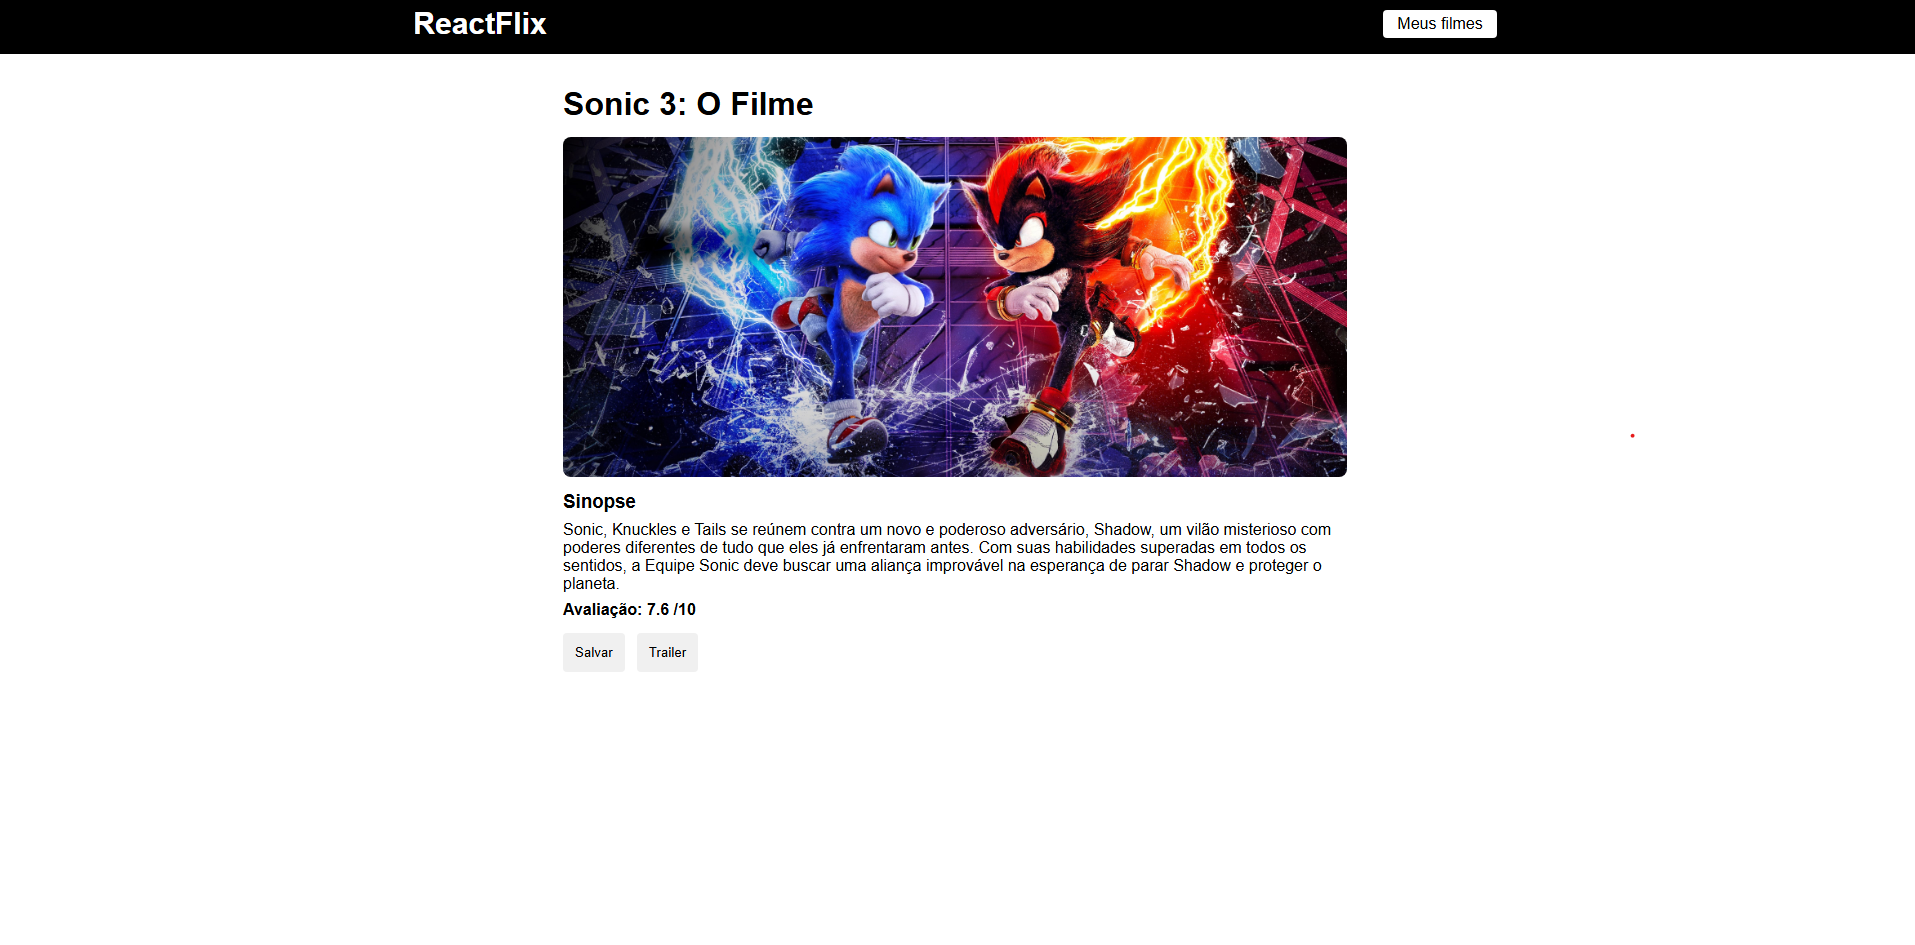 ReactFlix
Meus filmes
Sonic 3: O Filme
Sinopse
Sonic, Knuckles e Tails se reúnem contra um novo e poderoso adversário, Shadow, um vilão misterioso com
poderes diferentes de tudo que eles já enfrentaram antes. Com suas habilidades superadas em todos os
sentidos, a Equipe Sonic deve buscar uma aliança improvável na esperança de parar Shadow e proteger o
planeta.
Avaliação: 7.6 /10
Salvar
Trailer